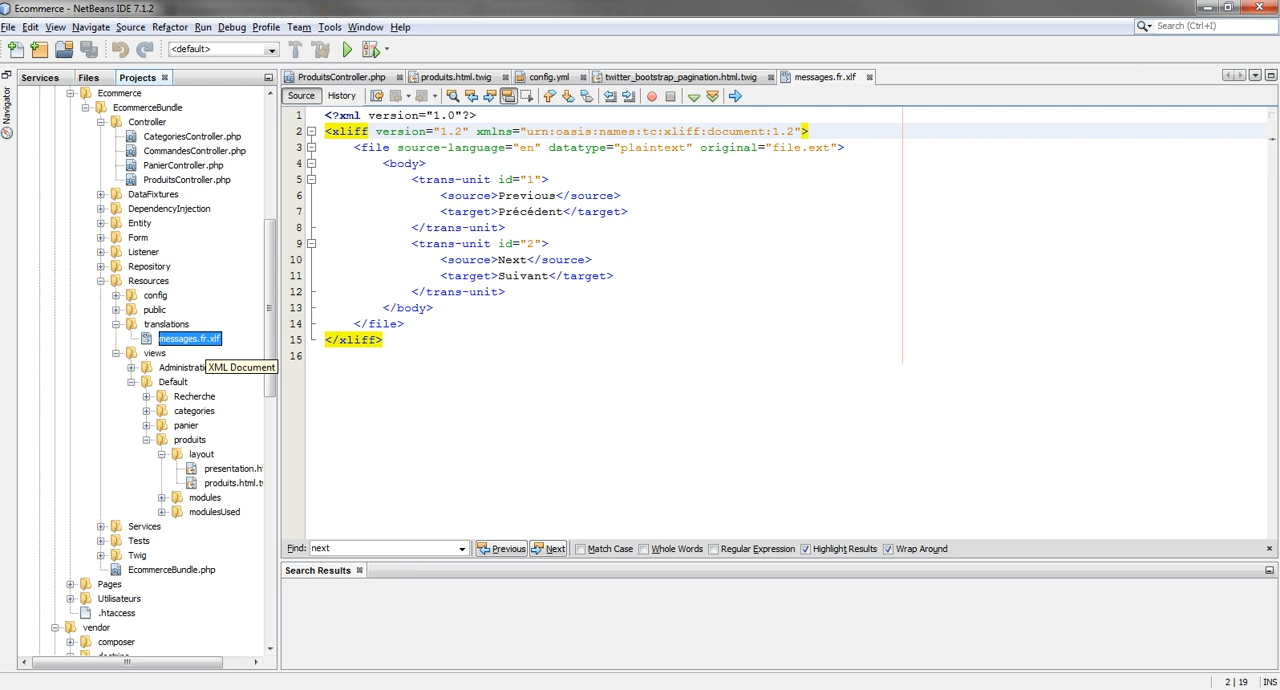 Ecommerce - NetBeans IDE 7.1.2
File Edit View Navigate Source Refactor Run Debug Profile Team Tools Window Help
Search (Ctrl+I)
<default>
Services Files Projects
ProduitsController.php produits.html.twig config.yml twitter_bootstrap_pagination.html.twig messages.fr.xlf
Navigator
Source History
Ecommerce
EcommerceBundle
Controller
CategoriesController.php
CommandesController.php
PanierController.php
ProduitsController.php
DataFixtures
DependencyInjection
Entity
Form
Listener
Repository
Resources
config
public
translations
messages.fr.xlf
views
Administrati
XML Document
Default
Recherche
categories
panier
produits
layout
presentation.h
produits.html.t
modules
modulesUsed
Services
Tests
Twig
EcommerceBundle.php
Pages
Utilisateurs
.htaccess
vendor
composer
1 <?xml version="1.0"?>
2 <xliff version="1.2" xmlns="urn:oasis:names:tc:xliff:document:1.2">
3 <file source-language="en" datatype="plaintext" original="file.ext">
4 <body>
5 <trans-unit id="1">
6 <source>Previous</source>
7 <target>Précédent</target>
8 </trans-unit>
9 <trans-unit id="2">
10 <source>Next</source>
11 <target>Suivant</target>
12 </trans-unit>
13 </body>
14 </file>
15 </xliff>
16
Find: next Previous Next Match Case Whole Words Regular Expression Highlight Results Wrap Around
Search Results
2 | 19 INS